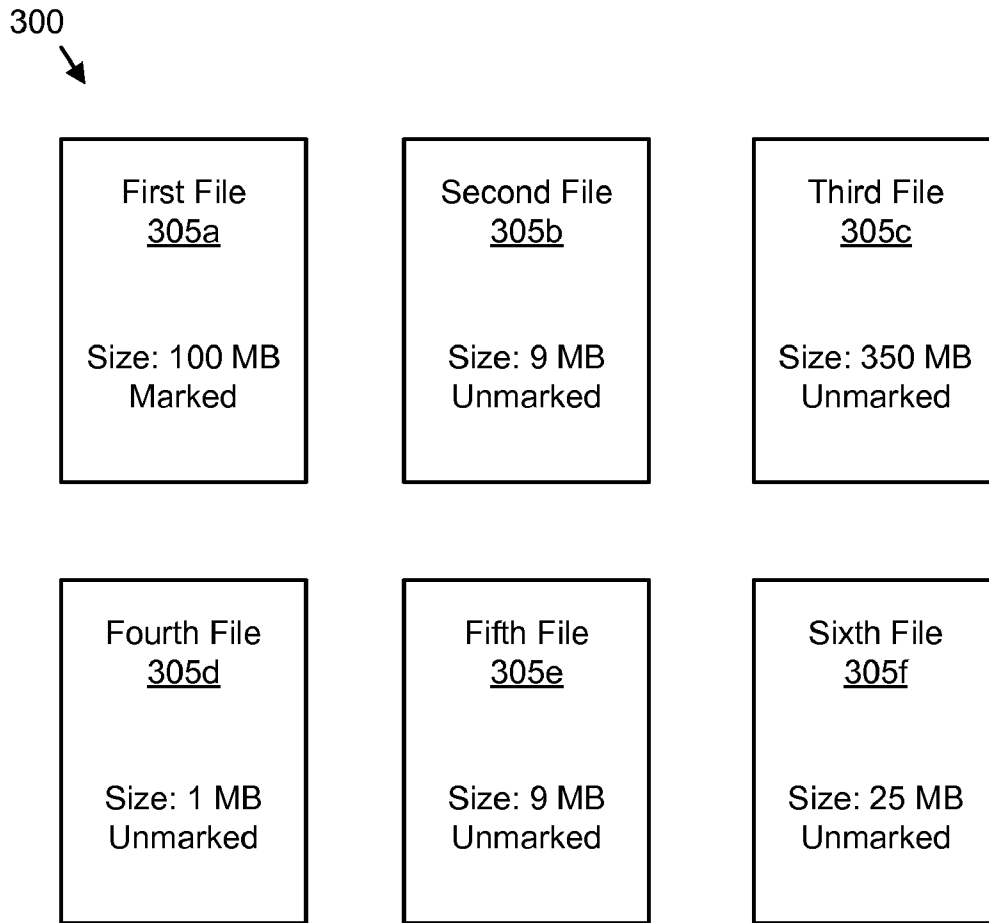 300
First File
305a
Size: 100 MB
Marked
Second File
305b
Size: 9 MB
Unmarked
Third File
305c
Size: 350 MB
Unmarked
Fourth File
305d
Size: 1 MB
Unmarked
Fifth File
305e
Size: 9 MB
Unmarked
Sixth File
305f
Size: 25 MB
Unmarked